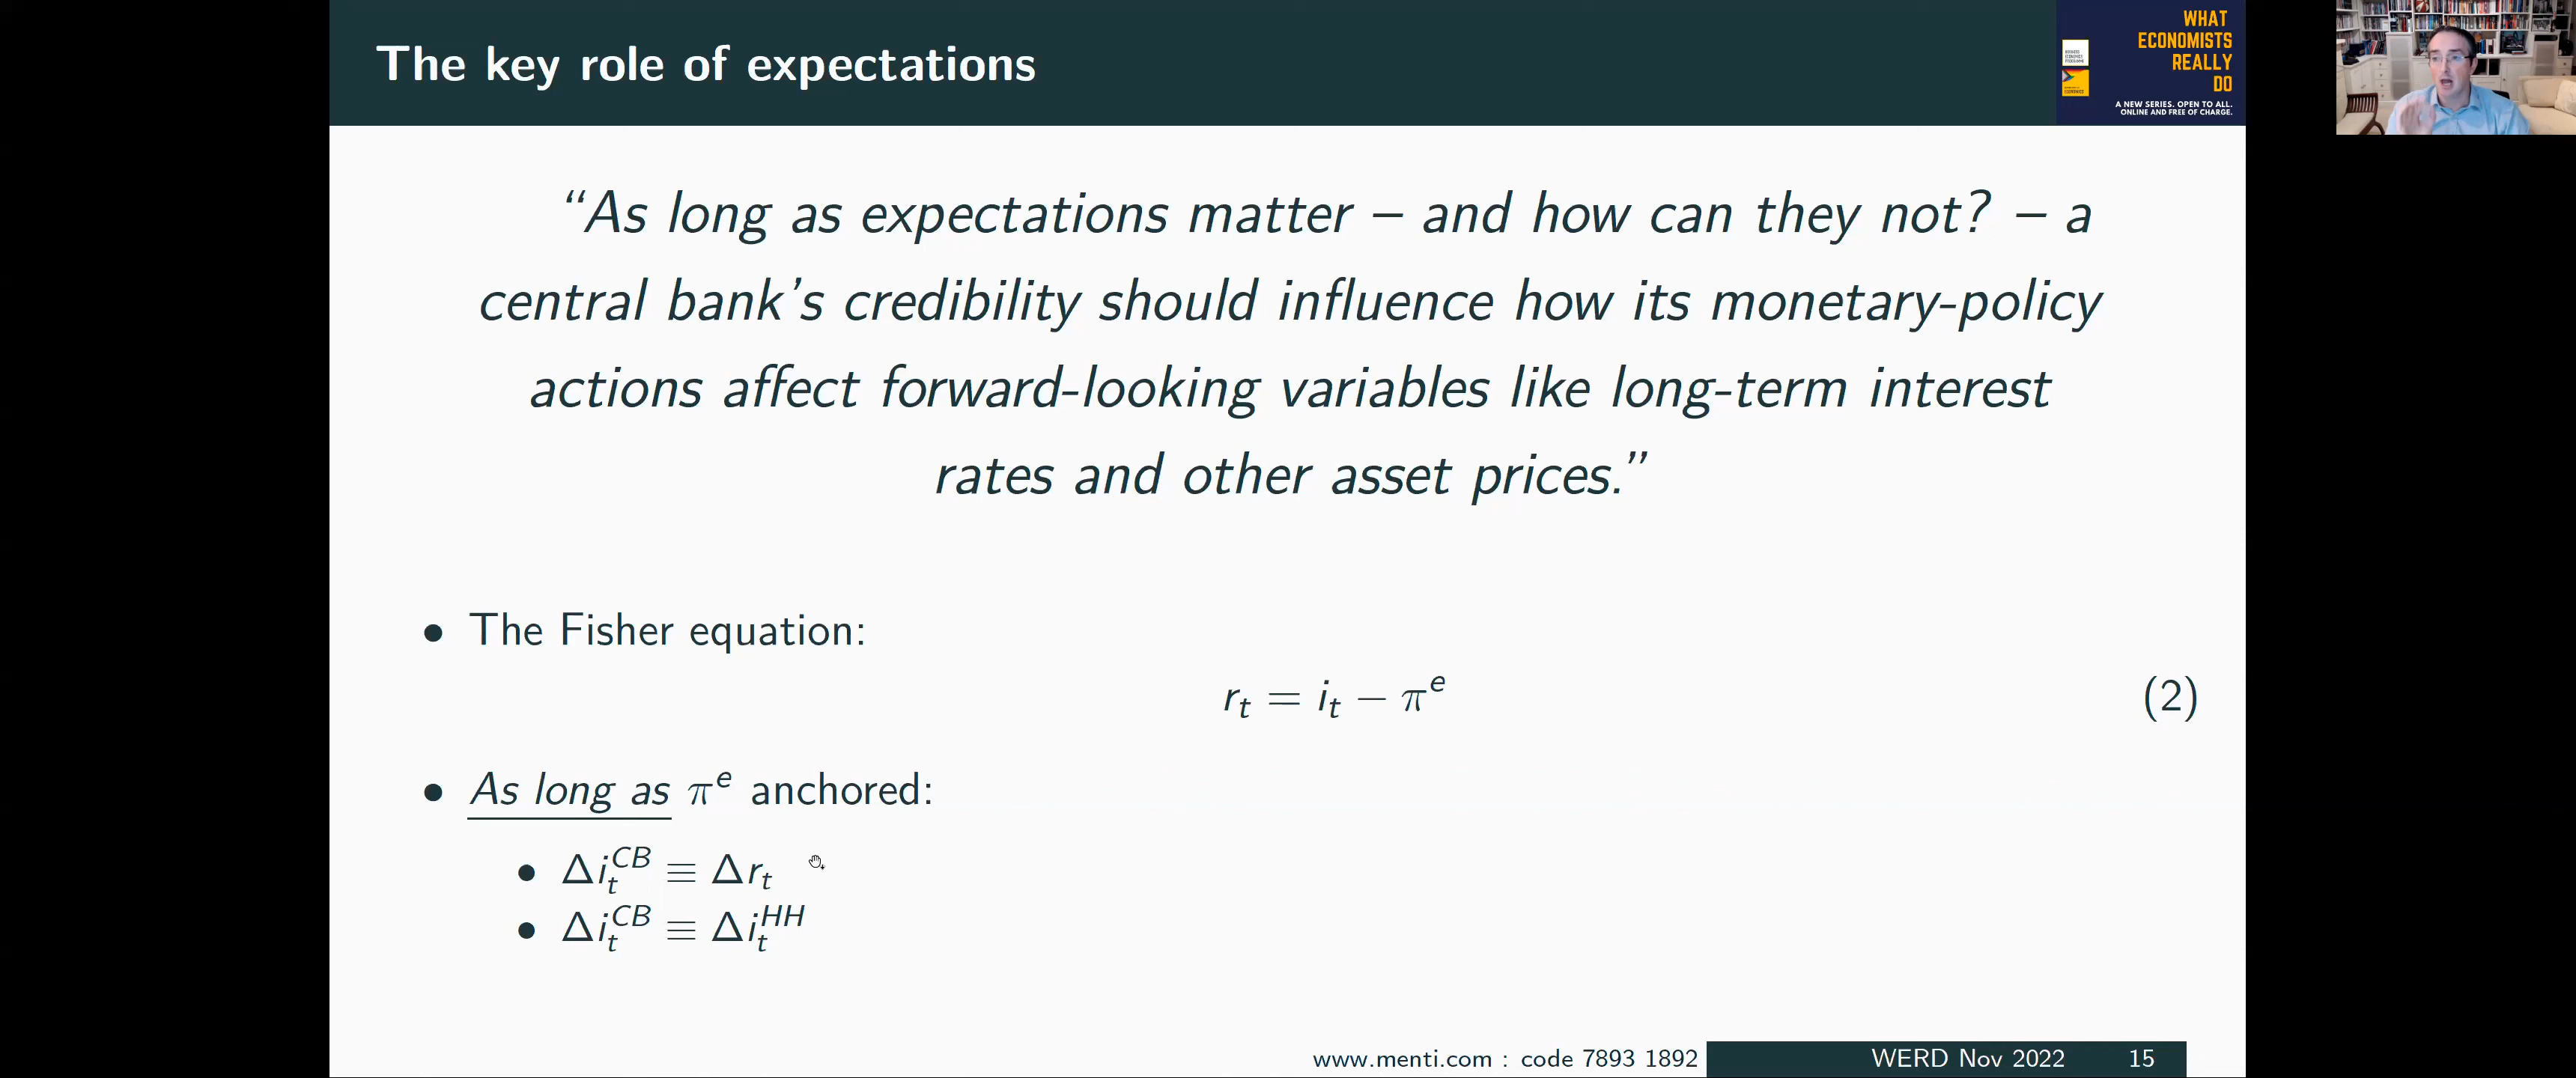 The key role of expectations
WHAT
ECONOMISTS
REALLY
DO
A NEW SERIES. OPEN TO ALL.
ONLINE AND FREE OF CHARGE.
“As long as expectations matter – and how can they not? – a
central bank’s credibility should influence how its monetary-policy
actions affect forward-looking variables like long-term interest
rates and other asset prices.”
• The Fisher equation:
r_t = i_t − π^e (2)
• As long as π^e anchored:
• Δi_t^CB ≡ Δr_t
• Δi_t^CB ≡ Δi_t^HH
www.menti.com : code 7893 1892 WERD Nov 2022 15